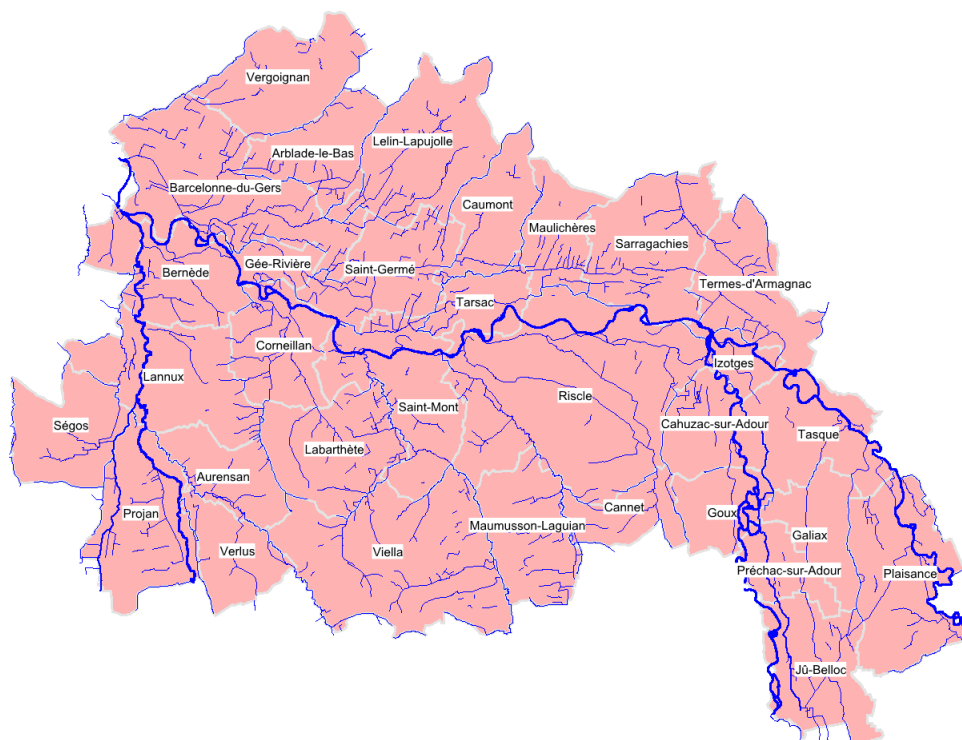 Vergoignan
Lelin-Lapujolle
Arblade-le-Bas
Barcelonne-du-Gers
Caumont
Maulichères
Sarragachies
Gée-Rivière
Saint-Germé
Bernède
Termes-d'Armagnac
Tarsac
Corneillan
Izotges
Lannux
Riscle
Saint-Mont
Ségos
Cahuzac-sur-Adour
Tasque
Labarthète
Aurensan
Cannet
Projan
Goux
Maumusson-Laguian
Galiax
Verlus
Viella
Préchac-sur-Adour
Plaisance
Jû-Belloc